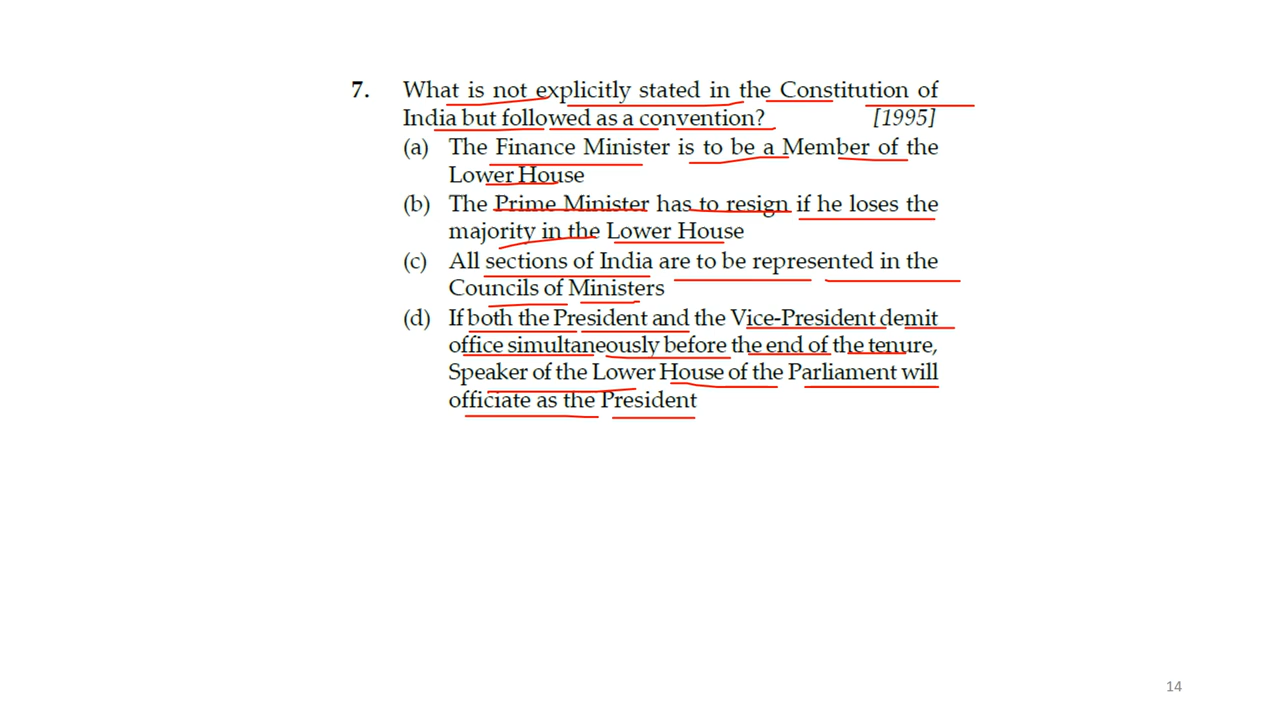 7. What is not explicitly stated in the Constitution of
India but followed as a convention? [1995]
(a) The Finance Minister is to be a Member of the
Lower House
(b) The Prime Minister has to resign if he loses the
majority in the Lower House
(c) All sections of India are to be represented in the
Councils of Ministers
(d) If both the President and the Vice-President demit
office simultaneously before the end of the tenure,
Speaker of the Lower House of the Parliament will
officiate as the President
14